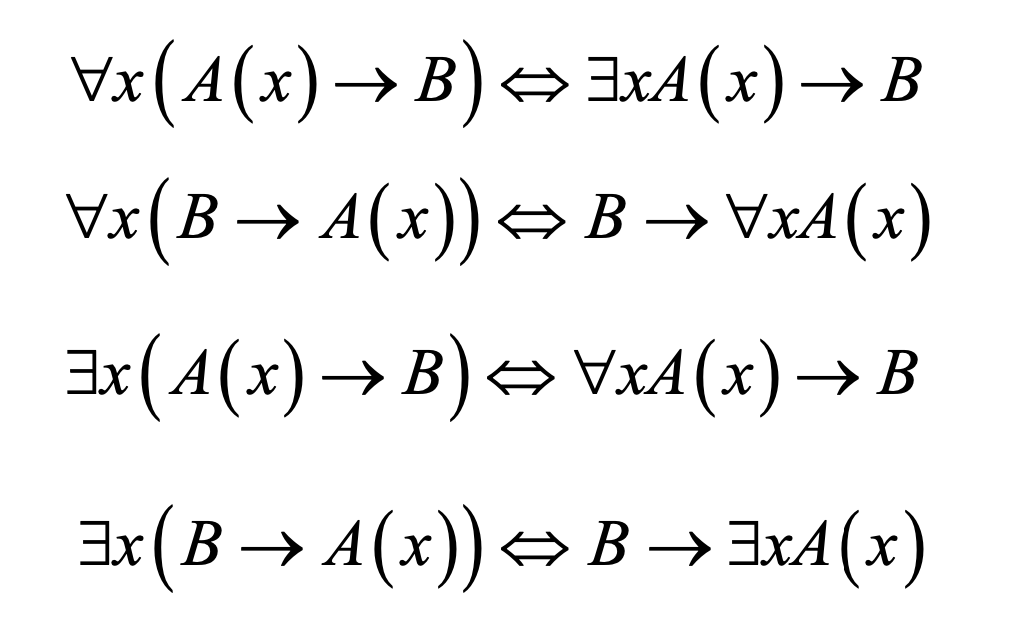 ∀x(A(x) → B) ⇔ ∃xA(x) → B
∀x(B → A(x)) ⇔ B → ∀xA(x)
∃x(A(x) → B) ⇔ ∀xA(x) → B
∃x(B → A(x)) ⇔ B → ∃xA(x)